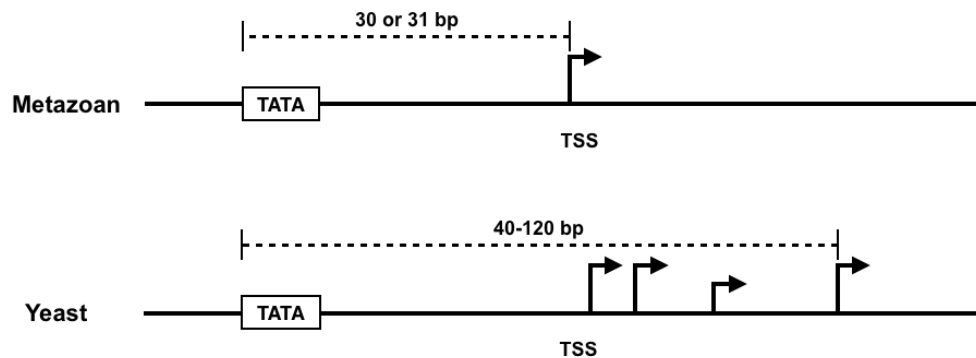 30 or 31 bp
Metazoan
TATA
TSS
40-120 bp
Yeast
TATA
TSS